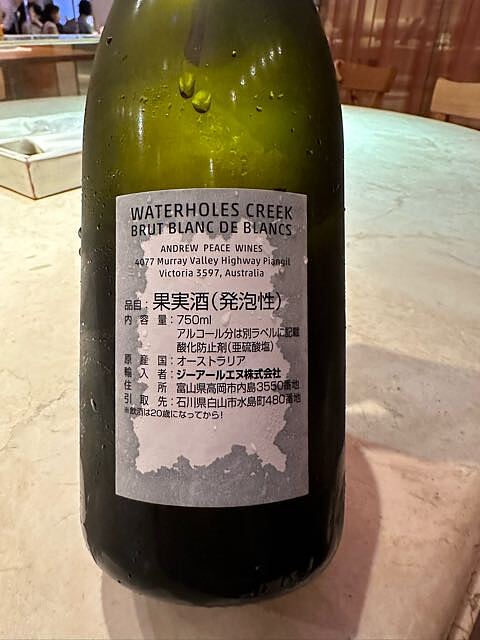 WATERHOLES CREEK
BRUT BLANC DE BLANCS
ANDREW PEACE WINES
4077 Murray Valley Highway Piangil
Victoria 3597, Australia
品目：果実酒（発泡性）
内容量：750ml
アルコール分は別ラベルに記載
酸化防止剤（亜硫酸塩）
原産国：オーストラリア
輸入者：ジーアールエヌ株式会社
住所：富山県高岡市内島3550番地
引取先：石川県白山市水島町480番地
※飲酒は20歳になってから！